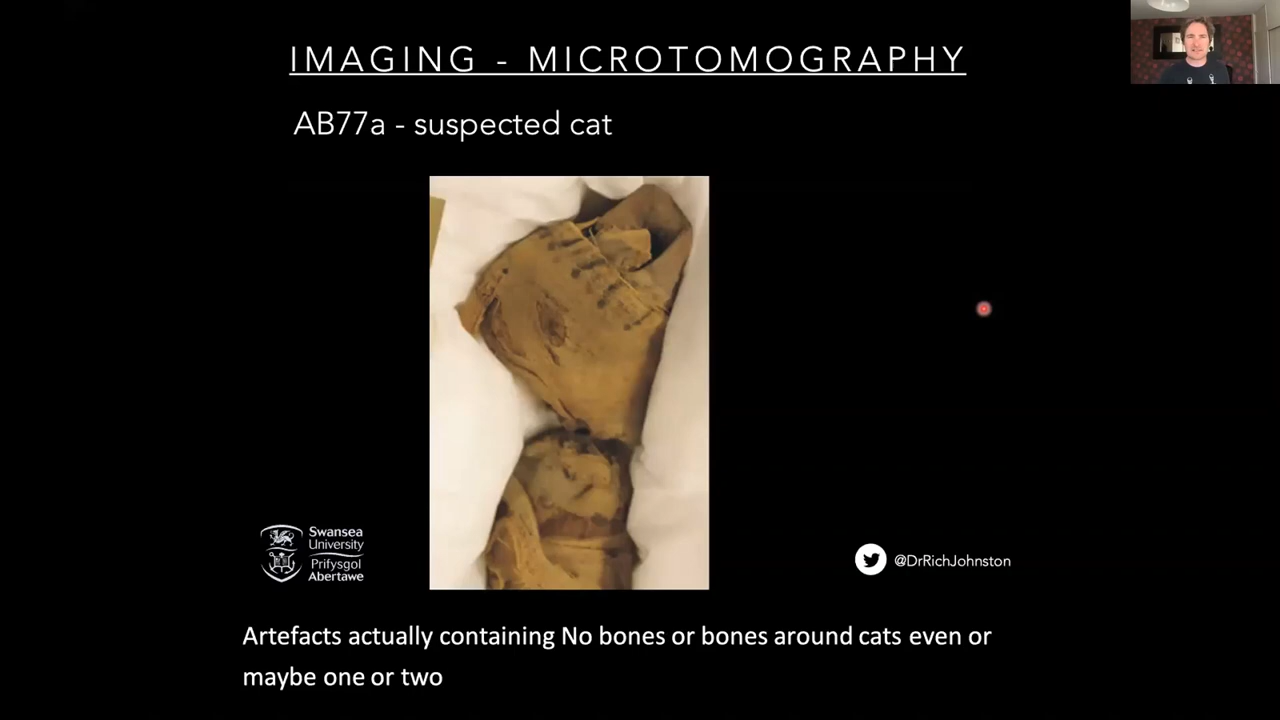 IMAGING - MICROTOMOGRAPHY
AB77a - suspected cat
Swansea
University
Prifysgol
Abertawe
@DrRichJohnston
Artefacts actually containing No bones or bones around cats even or
maybe one or two